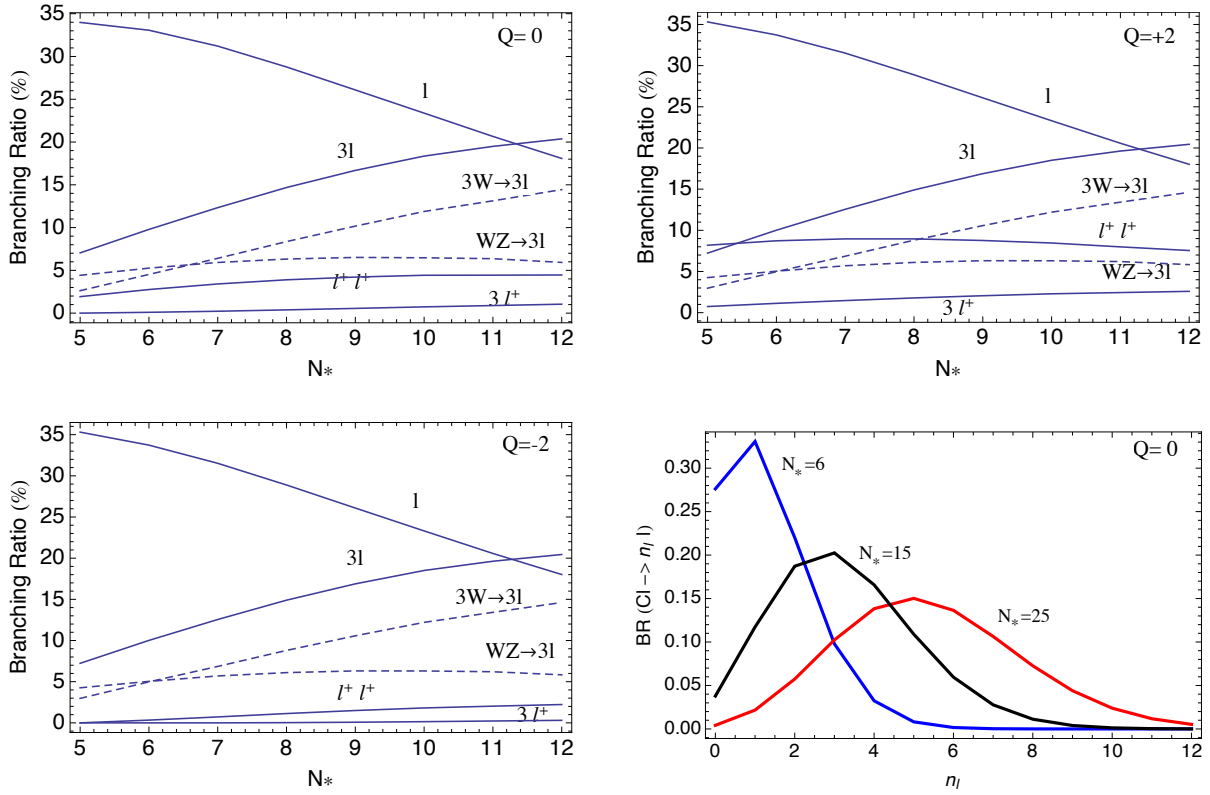 Q= 0
Branching Ratio (%)
35
30
25
20
15
10
5
0
l
3l
3W→3l
WZ→3l
l+ l+
3 l+
5 6 7 8 9 10 11 12
N*
Q=+2
Branching Ratio (%)
35
30
25
20
15
10
5
0
l
3l
3W→3l
l+ l+
WZ→3l
3 l+
5 6 7 8 9 10 11 12
N*
Q=-2
Branching Ratio (%)
35
30
25
20
15
10
5
0
l
3l
3W→3l
WZ→3l
l+ l+
3 l+
5 6 7 8 9 10 11 12
N*
Q= 0
BR (Cl -> n_l l)
0.30
0.25
0.20
0.15
0.10
0.05
0.00
N*=6
N*=15
N*=25
0 2 4 6 8 10 12
n_l